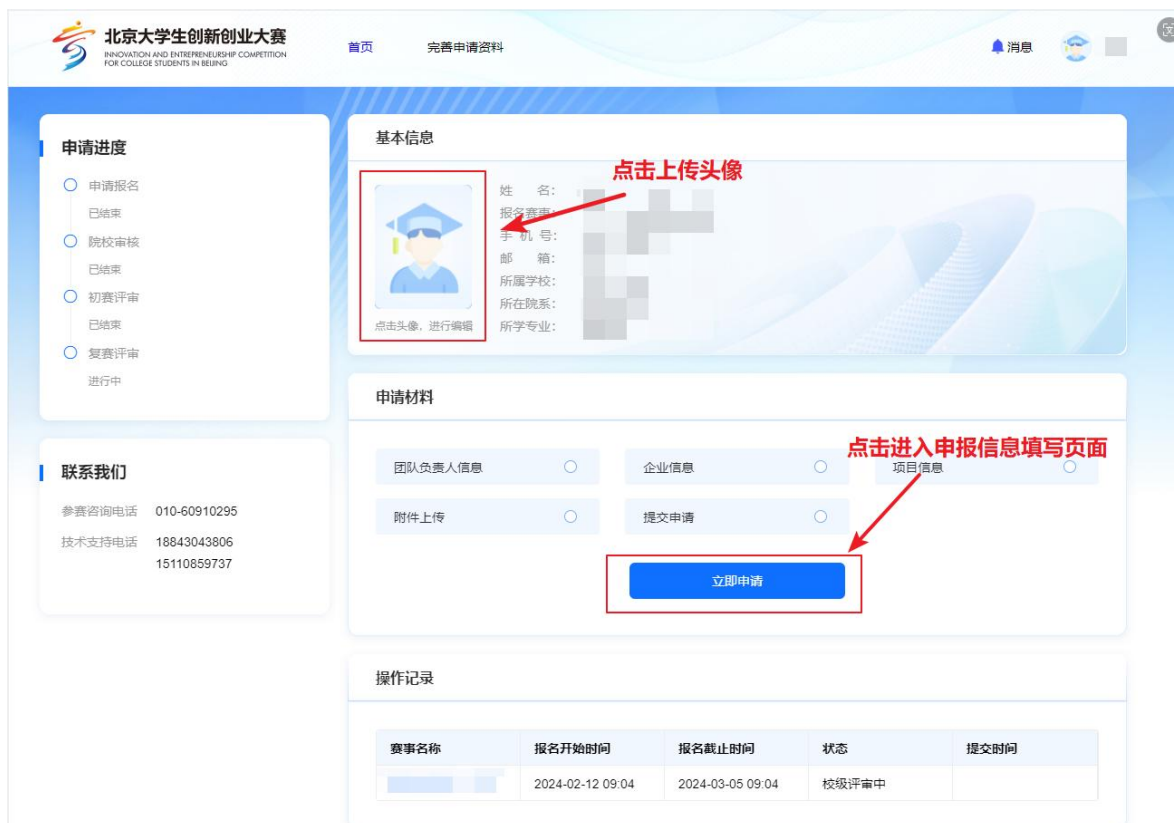 北京大学生创新创业大赛
INNOVATION AND ENTREPRENEURSHIP COMPETITION
FOR COLLEGE STUDENTS IN BEIJING
首页
完善申请资料
消息
申请进度
申请报名
已结束
院校审核
已结束
初赛评审
已结束
复赛评审
进行中
联系我们
参赛咨询电话 010-60910295
技术支持电话 18843043806
15110859737
基本信息
点击上传头像
点击头像,进行编辑
姓 名:
报名赛事:
手 机 号:
邮 箱:
所属学校:
所在院系:
所学专业:
申请材料
点击进入申报信息填写页面
团队负责人信息
企业信息
项目信息
附件上传
提交申请
立即申请
操作记录
赛事名称 报名开始时间 报名截止时间 状态 提交时间
2024-02-12 09:04 2024-03-05 09:04 校级评审中